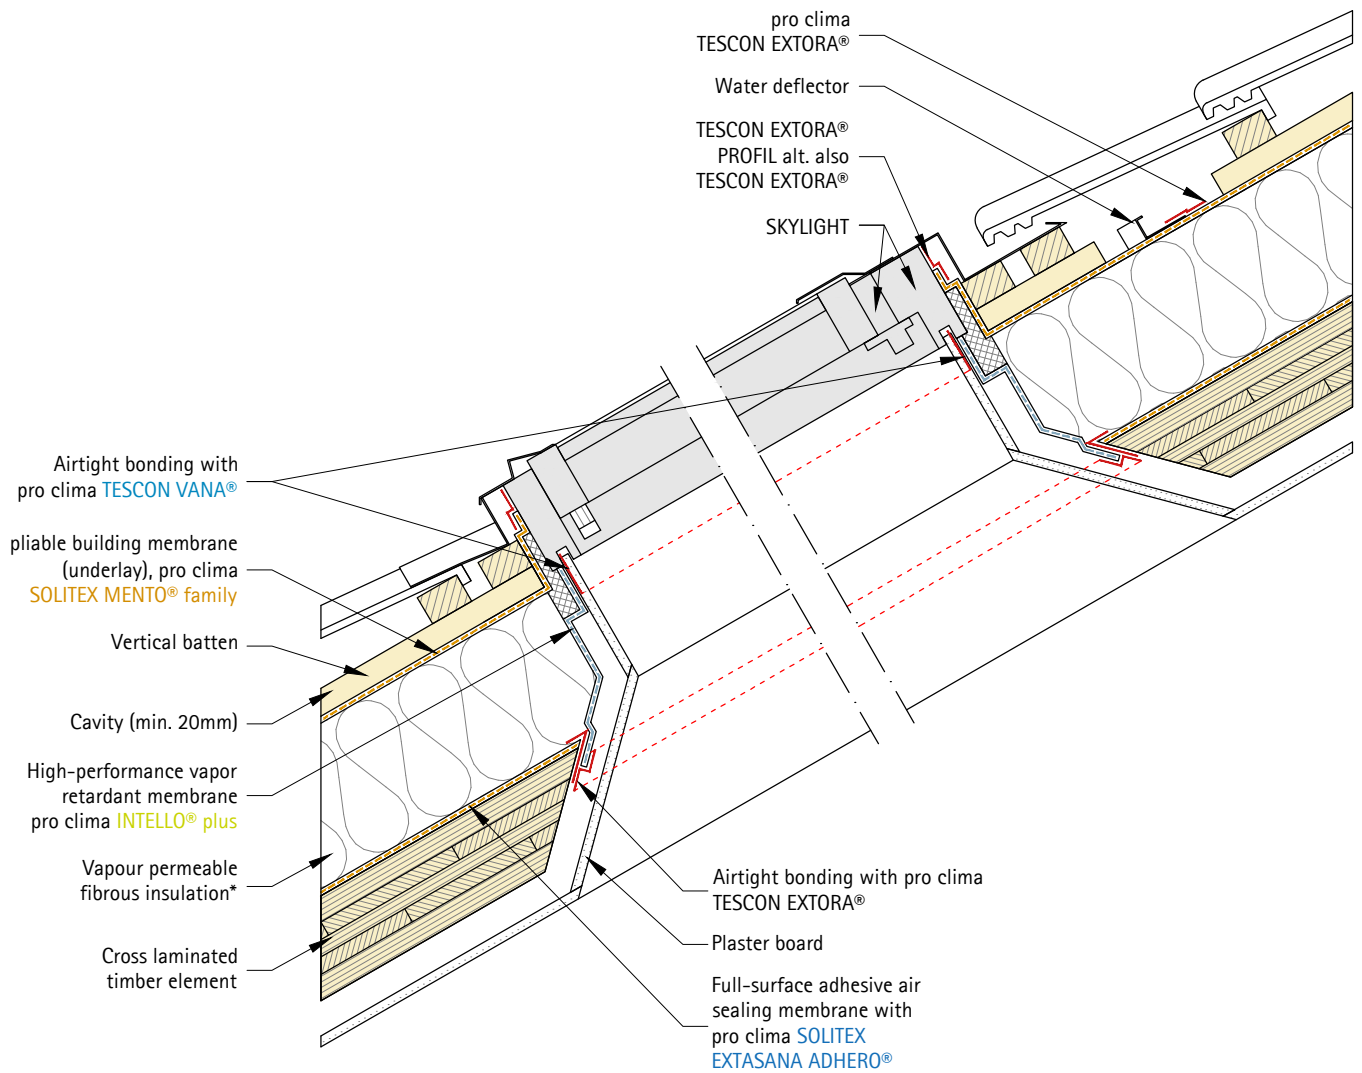 pro clima
TESCON EXTORA®
Water deflector
TESCON EXTORA®
PROFIL alt. also
TESCON EXTORA®
SKYLIGHT
Airtight bonding with
pro clima TESCON VANA®
pliable building membrane
(underlay), pro clima
SOLITEX MENTO® family
Vertical batten
Cavity (min. 20mm)
High-performance vapor
retardant membrane
pro clima INTELLO® plus
Vapour permeable
fibrous insulation*
Cross laminated
timber element
Airtight bonding with pro clima
TESCON EXTORA®
Plaster board
Full-surface adhesive air
sealing membrane with
pro clima SOLITEX
EXTASANA ADHERO®